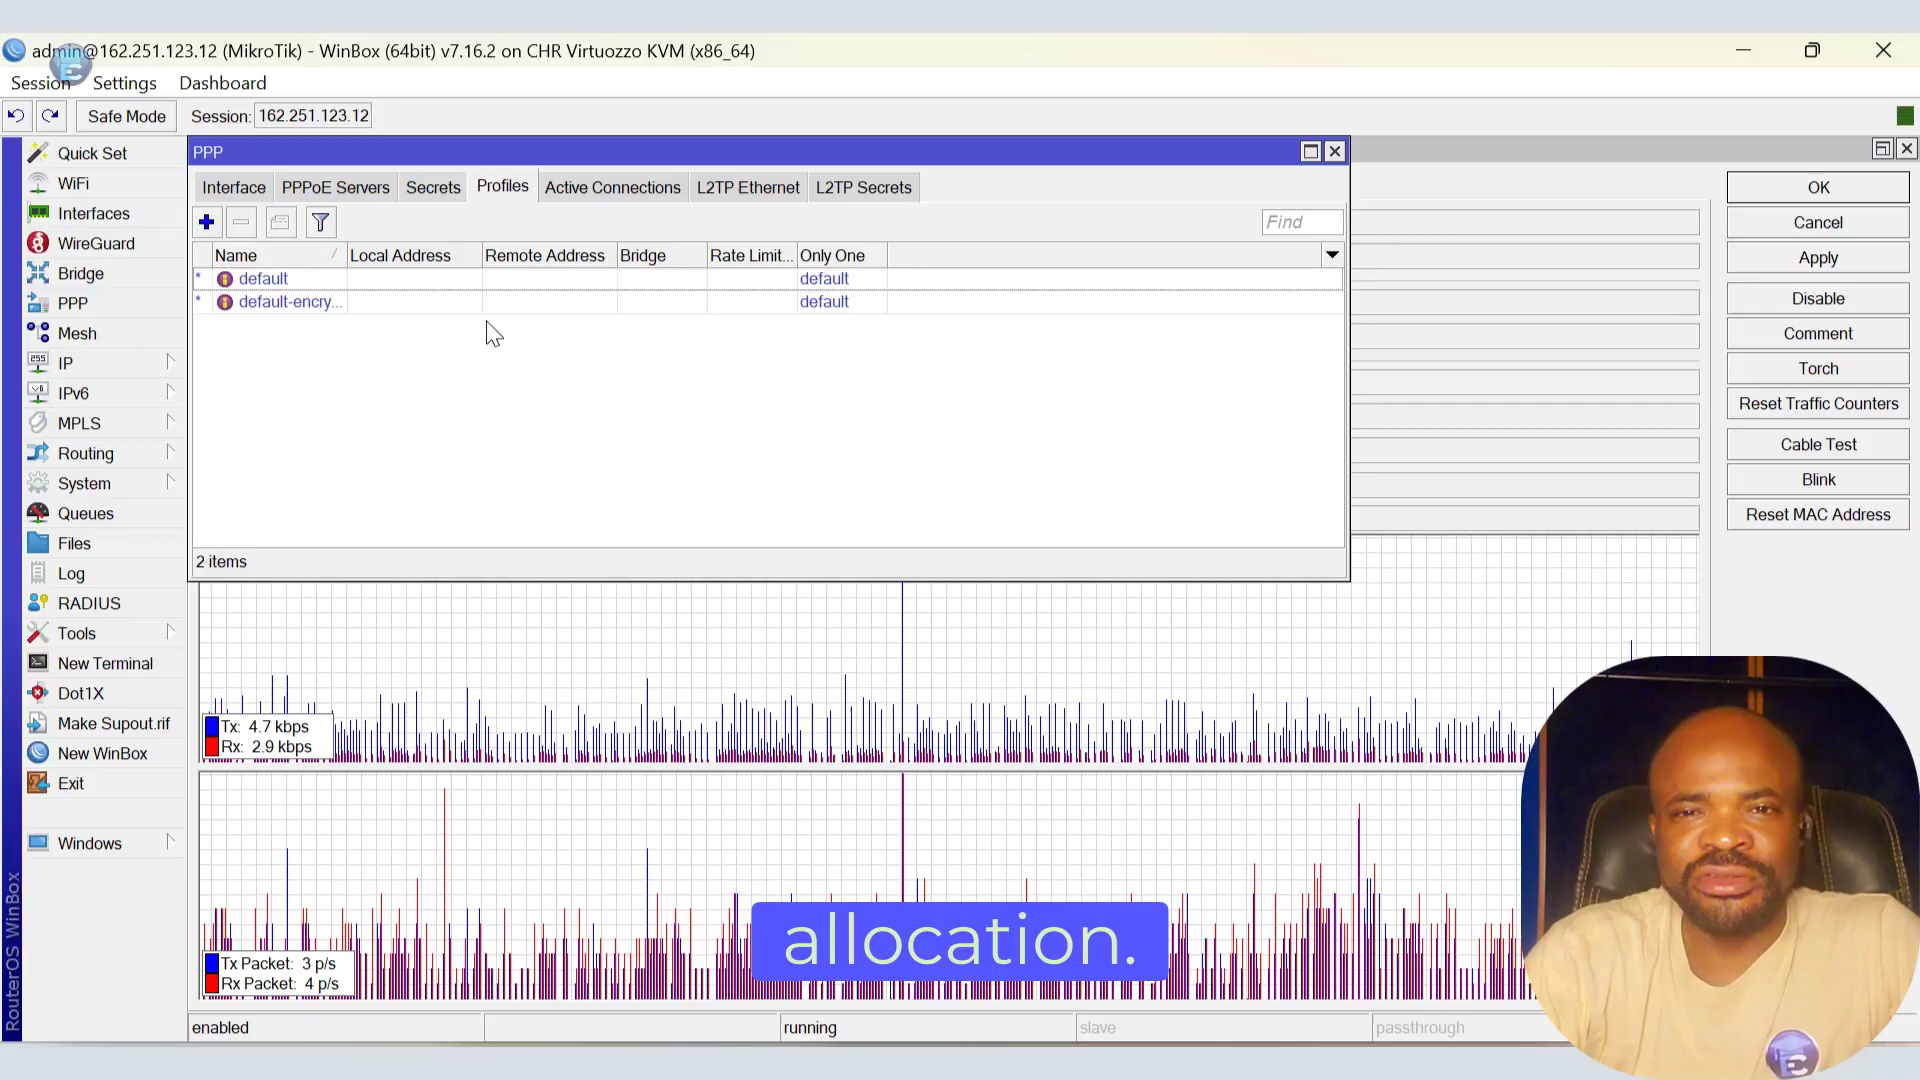 admin@162.251.123.12 (MikroTik) - WinBox (64bit) v7.16.2 on CHR Virtuozzo KVM (x86_64)
Session Settings Dashboard
Safe Mode Session: 162.251.123.12
Quick Set
WiFi
Interfaces
WireGuard
Bridge
PPP
Mesh
IP
IPv6
MPLS
Routing
System
Queues
Files
Log
RADIUS
Tools
New Terminal
Dot1X
Make Supout.rif
New WinBox
Exit
Windows
RouterOS WinBox
PPP
Interface PPPoE Servers Secrets Profiles Active Connections L2TP Ethernet L2TP Secrets
Find
Name Local Address Remote Address Bridge Rate Limit... Only One
* default default
* default-encry... default
2 items
OK
Cancel
Apply
Disable
Comment
Torch
Reset Traffic Counters
Cable Test
Blink
Reset MAC Address
Tx: 4.7 kbps
Rx: 2.9 kbps
Tx Packet: 3 p/s
Rx Packet: 4 p/s
allocation.
enabled running slave passthrough